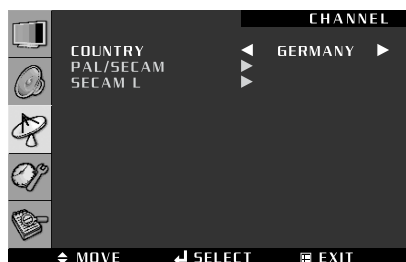 CHANNEL
COUNTRY ◀ GERMANY ▶
PAL/SECAM ▶
SECAM L ▶
MOVE SELECT EXIT